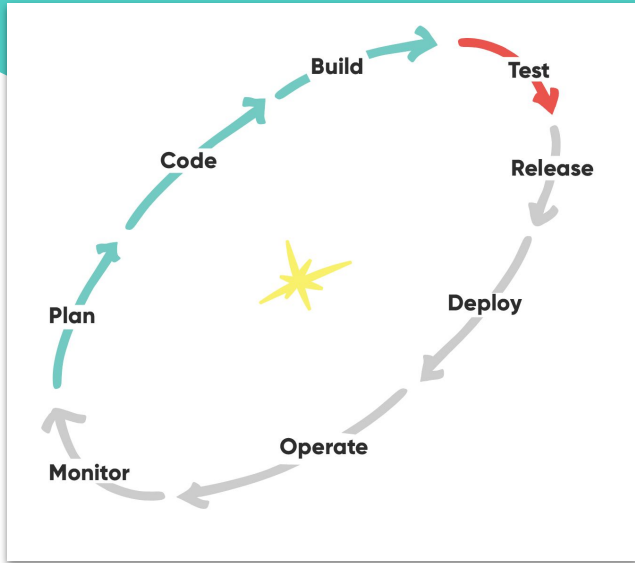 Build
Test
Code
Release
Plan
Deploy
Operate
Monitor